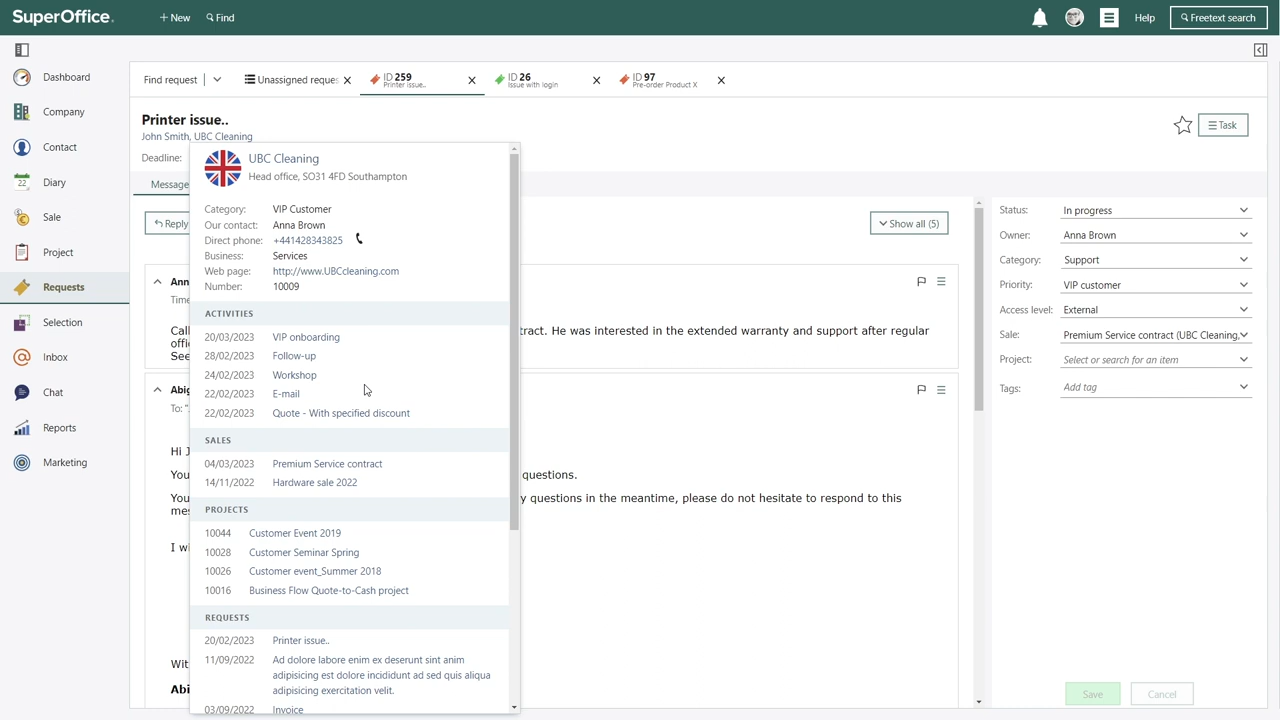 SuperOffice.
+ New
Find
Help
Freetext search
Dashboard
Company
Contact
22
Diary
Sale
Project
Requests
Selection
Inbox
Chat
Reports
Marketing
Find request
Unassigned reques
ID 259
Printer issue..
ID 26
Issue with login
ID 97
Pre-order Product X
Printer issue..
John Smith, UBC Cleaning
Task
Deadline:
Message
Reply
Show all (5)
UBC Cleaning
Head office, SO31 4FD Southampton
Category: VIP Customer
Our contact: Anna Brown
Direct phone: +441428343825
Business: Services
Web page: http://www.UBCcleaning.com
Number: 10009
ACTIVITIES
20/03/2023 VIP onboarding
28/02/2023 Follow-up
24/02/2023 Workshop
22/02/2023 E-mail
22/02/2023 Quote - With specified discount
SALES
04/03/2023 Premium Service contract
14/11/2022 Hardware sale 2022
PROJECTS
10044 Customer Event 2019
10028 Customer Seminar Spring
10026 Customer event_Summer 2018
10016 Business Flow Quote-to-Cash project
REQUESTS
20/02/2023 Printer issue..
11/09/2022 Ad dolore labore enim ex deserunt sint anim
adipisicing est dolore incididunt ad sed quis aliqua
adipisicing exercitation velit.
03/09/2022 Invoice
Ann
Time
Call
tract. He was interested in the extended warranty and support after regular
offi
See
Abig
To: "
Hi J
You
questions.
You
y questions in the meantime, please do not hesitate to respond to this
mes
I wi
Wit
Abi
Status: In progress
Owner: Anna Brown
Category: Support
Priority: VIP customer
Access level: External
Sale: Premium Service contract (UBC Cleaning,
Project: Select or search for an item
Tags: Add tag
Save
Cancel